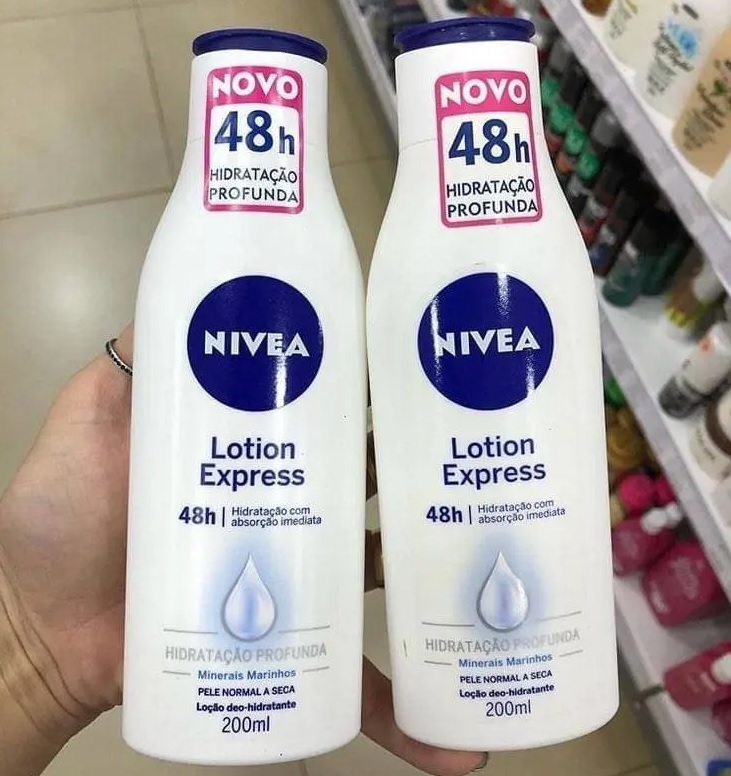 NOVO
48h
HIDRATAÇÃO
PROFUNDA
NIVEA
Lotion
Express
48h | Hidratação com
absorção imediata
HIDRATAÇÃO PROFUNDA
Minerais Marinhos
PELE NORMAL A SECA
Loção deo-hidratante
200ml
NOVO
48h
HIDRATAÇÃO
PROFUNDA
NIVEA
Lotion
Express
48h | Hidratação com
absorção imediata
HIDRATAÇÃO PROFUNDA
Minerais Marinhos
PELE NORMAL A SECA
Loção deo-hidratante
200ml